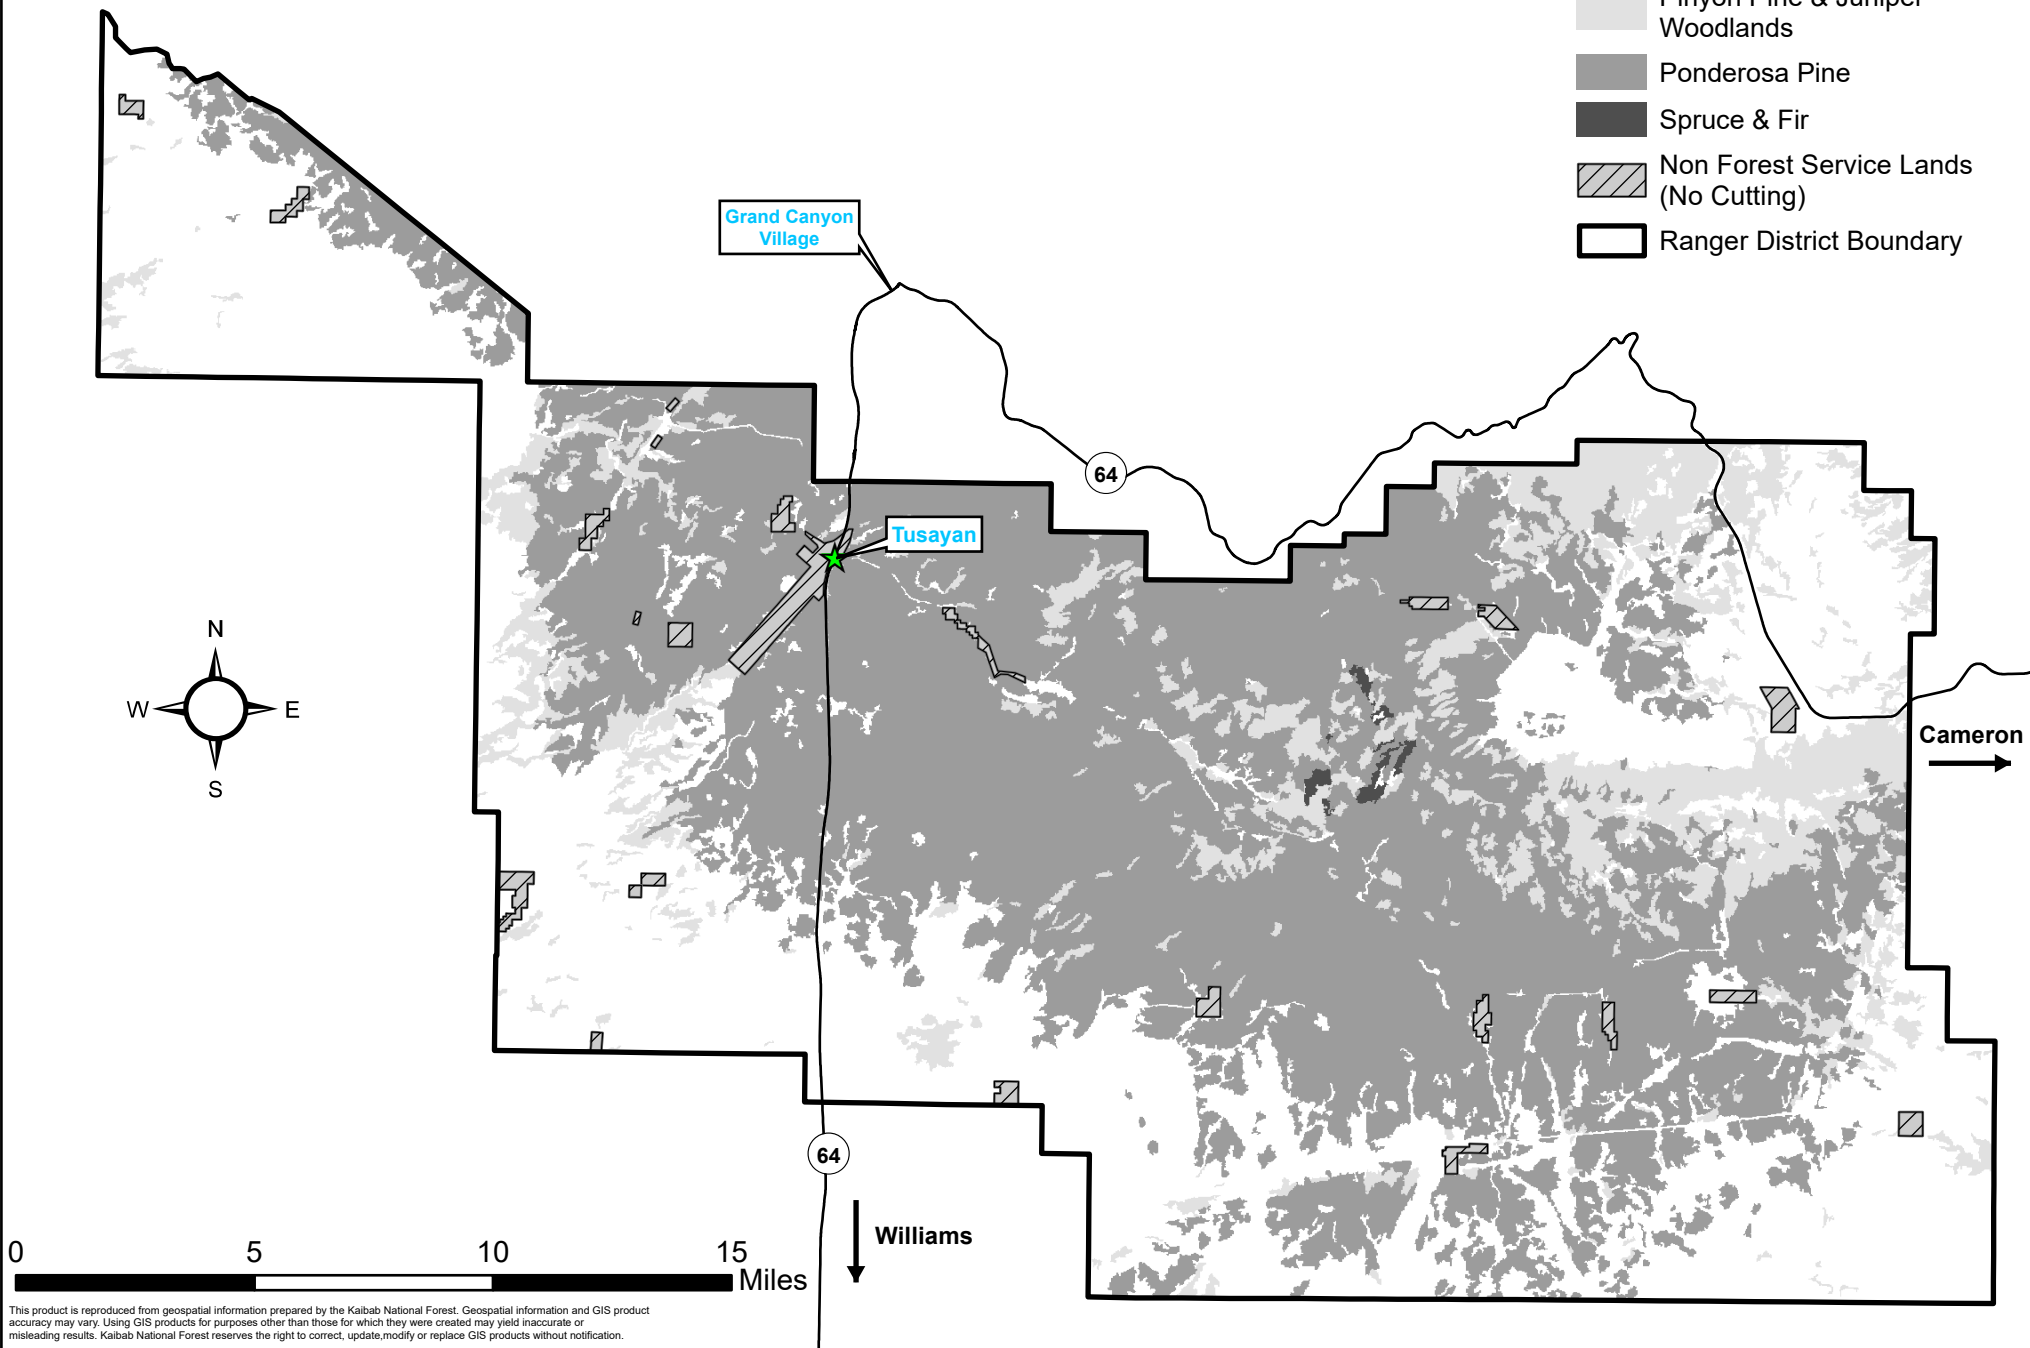 Pinyon Pine & Juniper
Woodlands
Ponderosa Pine
Spruce & Fir
Non Forest Service Lands
(No Cutting)
Ranger District Boundary
Grand Canyon
Village
64
Tusayan
N
W
E
S
Cameron
64
Williams
0
5
10
15
Miles
This product is reproduced from geospatial information prepared by the Kaibab National Forest. Geospatial information and GIS product
accuracy may vary. Using GIS products for purposes other than those for which they were created may yield inaccurate or
misleading results. Kaibab National Forest reserves the right to correct, update,modify or replace GIS products without notification.